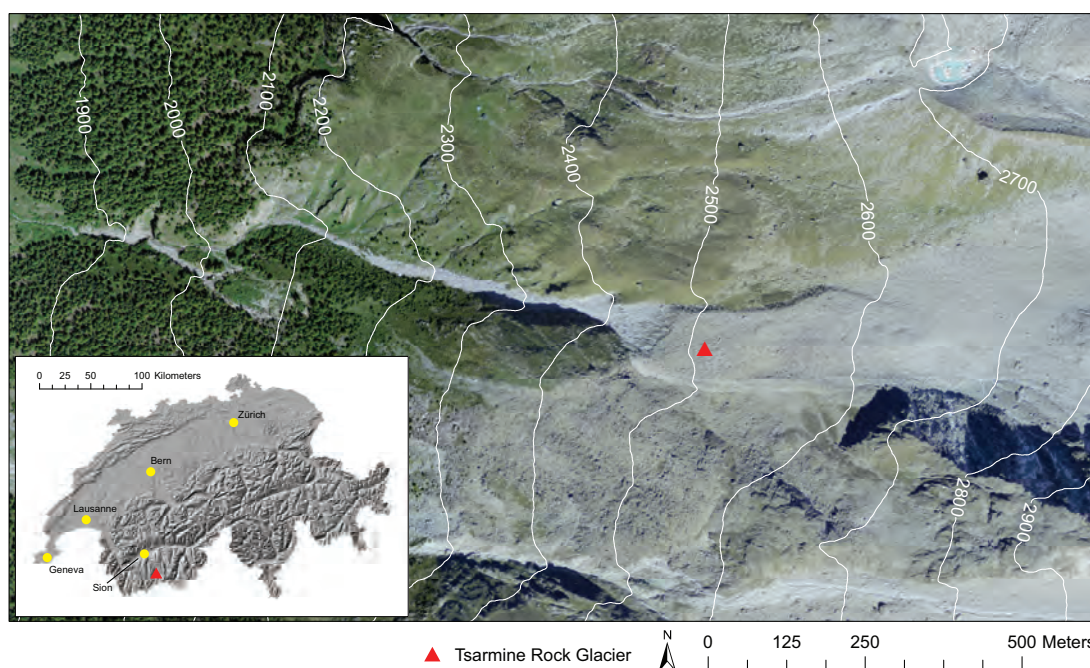 1900
2000
2100
2200
2300
2400
2500
2600
2700
2800
2900
0 25 50 100 Kilometers
Zürich
Bern
Lausanne
Geneva
Sion
Tsarmine Rock Glacier
N
0 125 250 500 Meters